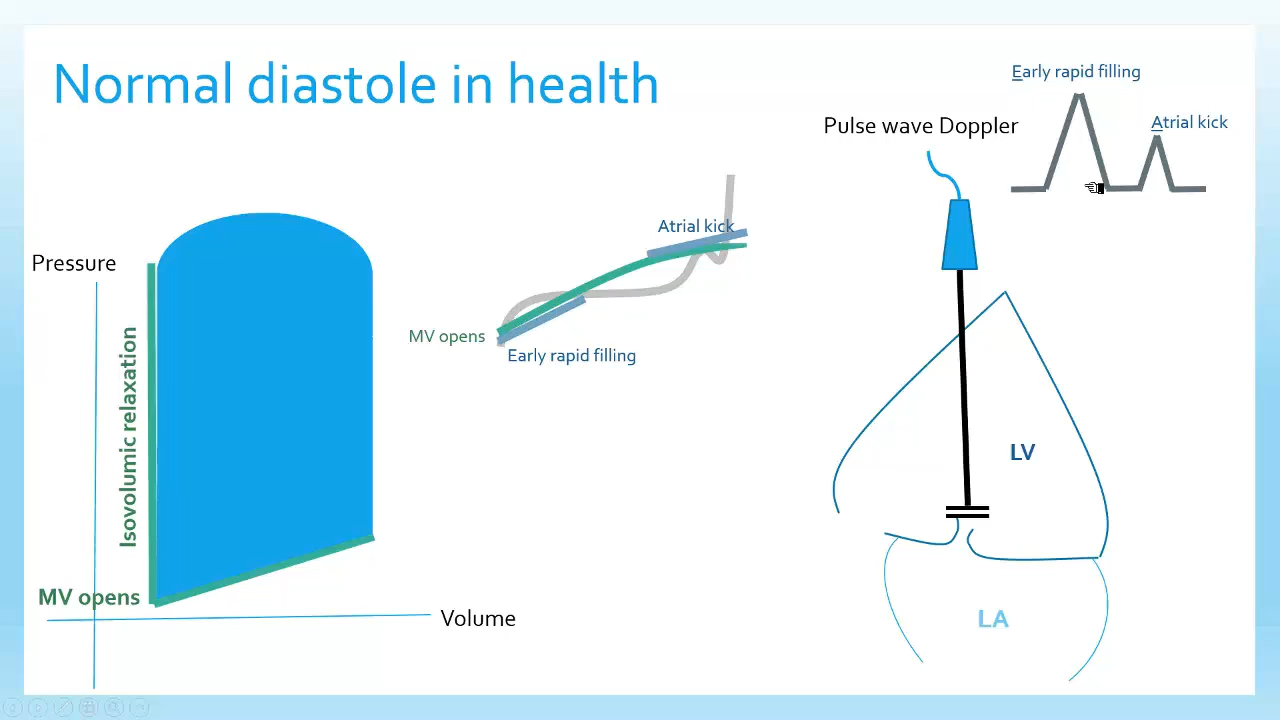 Normal diastole in health
Early rapid filling
Atrial kick
Pulse wave Doppler
Pressure
Isovolumic relaxation
MV opens
Volume
Atrial kick
MV opens
Early rapid filling
LV
LA